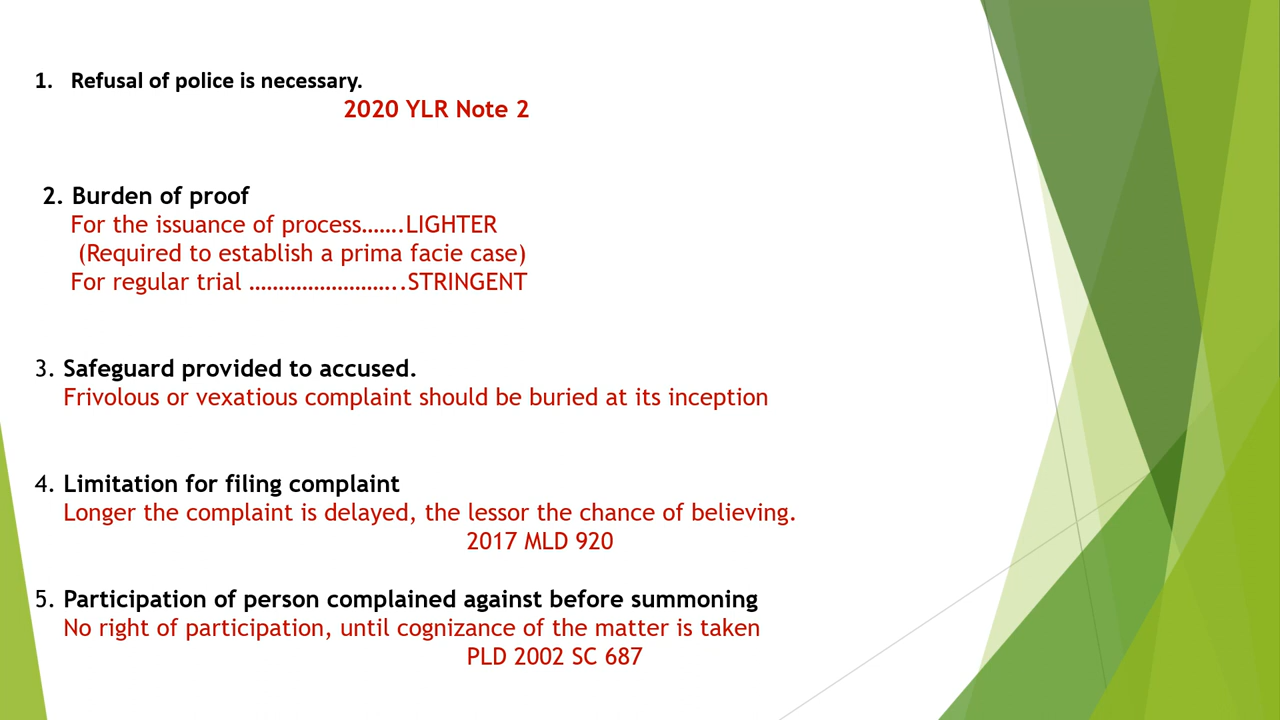 1. Refusal of police is necessary.
2020 YLR Note 2
2. Burden of proof
For the issuance of process…….LIGHTER
(Required to establish a prima facie case)
For regular trial ……………………..STRINGENT
3. Safeguard provided to accused.
Frivolous or vexatious complaint should be buried at its inception
4. Limitation for filing complaint
Longer the complaint is delayed, the lessor the chance of believing.
2017 MLD 920
5. Participation of person complained against before summoning
No right of participation, until cognizance of the matter is taken
PLD 2002 SC 687